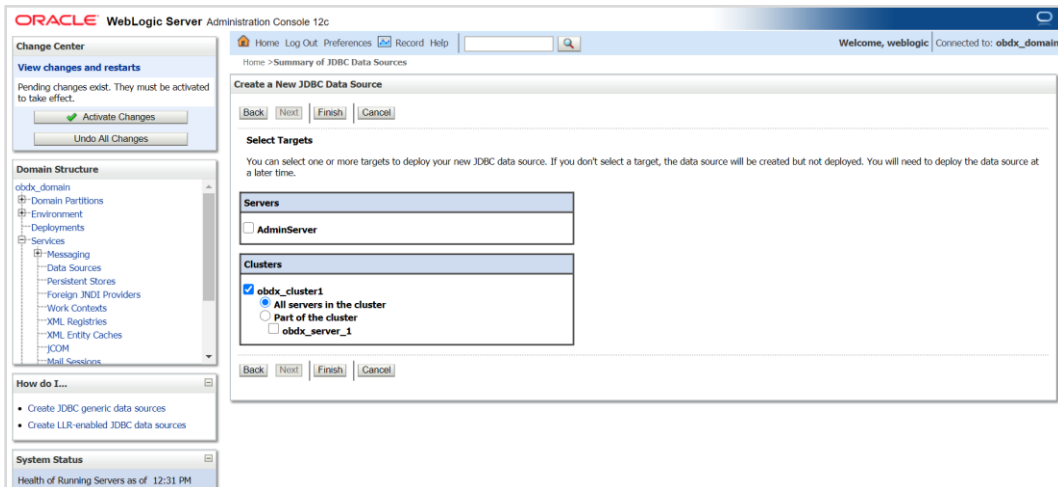 ORACLE WebLogic Server Administration Console 12c
Change Center
View changes and restarts
Pending changes exist. They must be activated
to take effect.
Activate Changes
Undo All Changes
Domain Structure
obdx_domain
Domain Partitions
Environment
Deployments
Services
Messaging
Data Sources
Persistent Stores
Foreign JNDI Providers
Work Contexts
XML Registries
XML Entity Caches
jCOM
Mail Sessions
How do I...
Create JDBC generic data sources
Create LLR-enabled JDBC data sources
System Status
Health of Running Servers as of 12:31 PM
Home Log Out Preferences Record Help
Welcome, weblogic Connected to: obdx_domain
Home >Summary of JDBC Data Sources
Create a New JDBC Data Source
Back Next Finish Cancel
Select Targets
You can select one or more targets to deploy your new JDBC data source. If you don't select a target, the data source will be created but not deployed. You will need to deploy the data source at
a later time.
Servers
AdminServer
Clusters
obdx_cluster1
All servers in the cluster
Part of the cluster
obdx_server_1
Back Next Finish Cancel